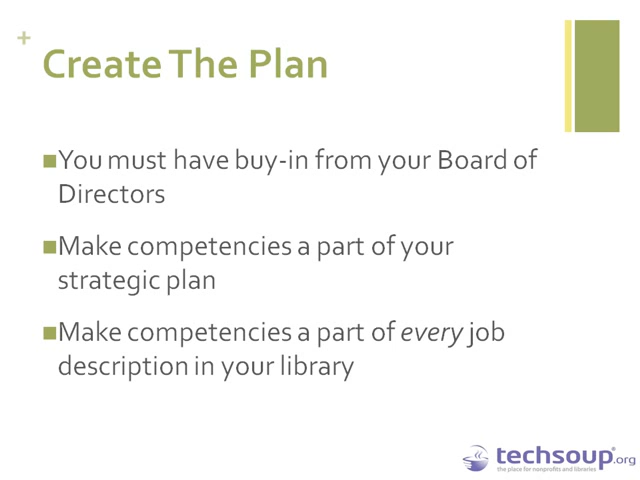 +
Create The Plan
You must have buy-in from your Board of
Directors
Make competencies a part of your
strategic plan
Make competencies a part of every job
description in your library
techsoup®.org
the place for nonprofits and libraries